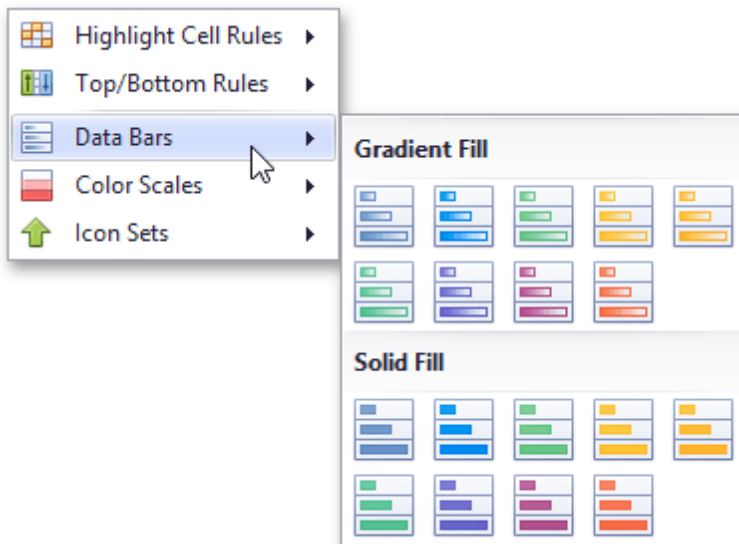 Highlight Cell Rules
Top/Bottom Rules
Data Bars
Color Scales
Icon Sets
Gradient Fill
Solid Fill